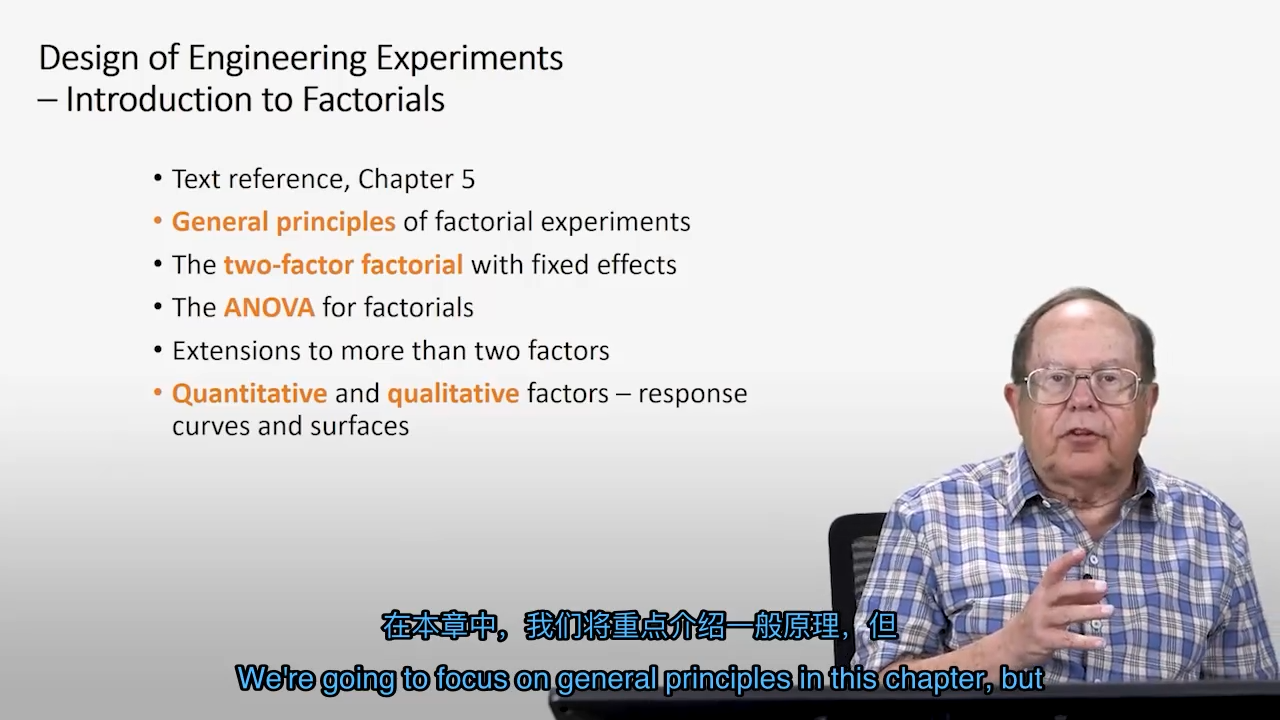 Design of Engineering Experiments
– Introduction to Factorials
• Text reference, Chapter 5
• General principles of factorial experiments
• The two-factor factorial with fixed effects
• The ANOVA for factorials
• Extensions to more than two factors
• Quantitative and qualitative factors – response
curves and surfaces
在本章中，我们将重点介绍一般原理，但
We're going to focus on general principles in this chapter, but